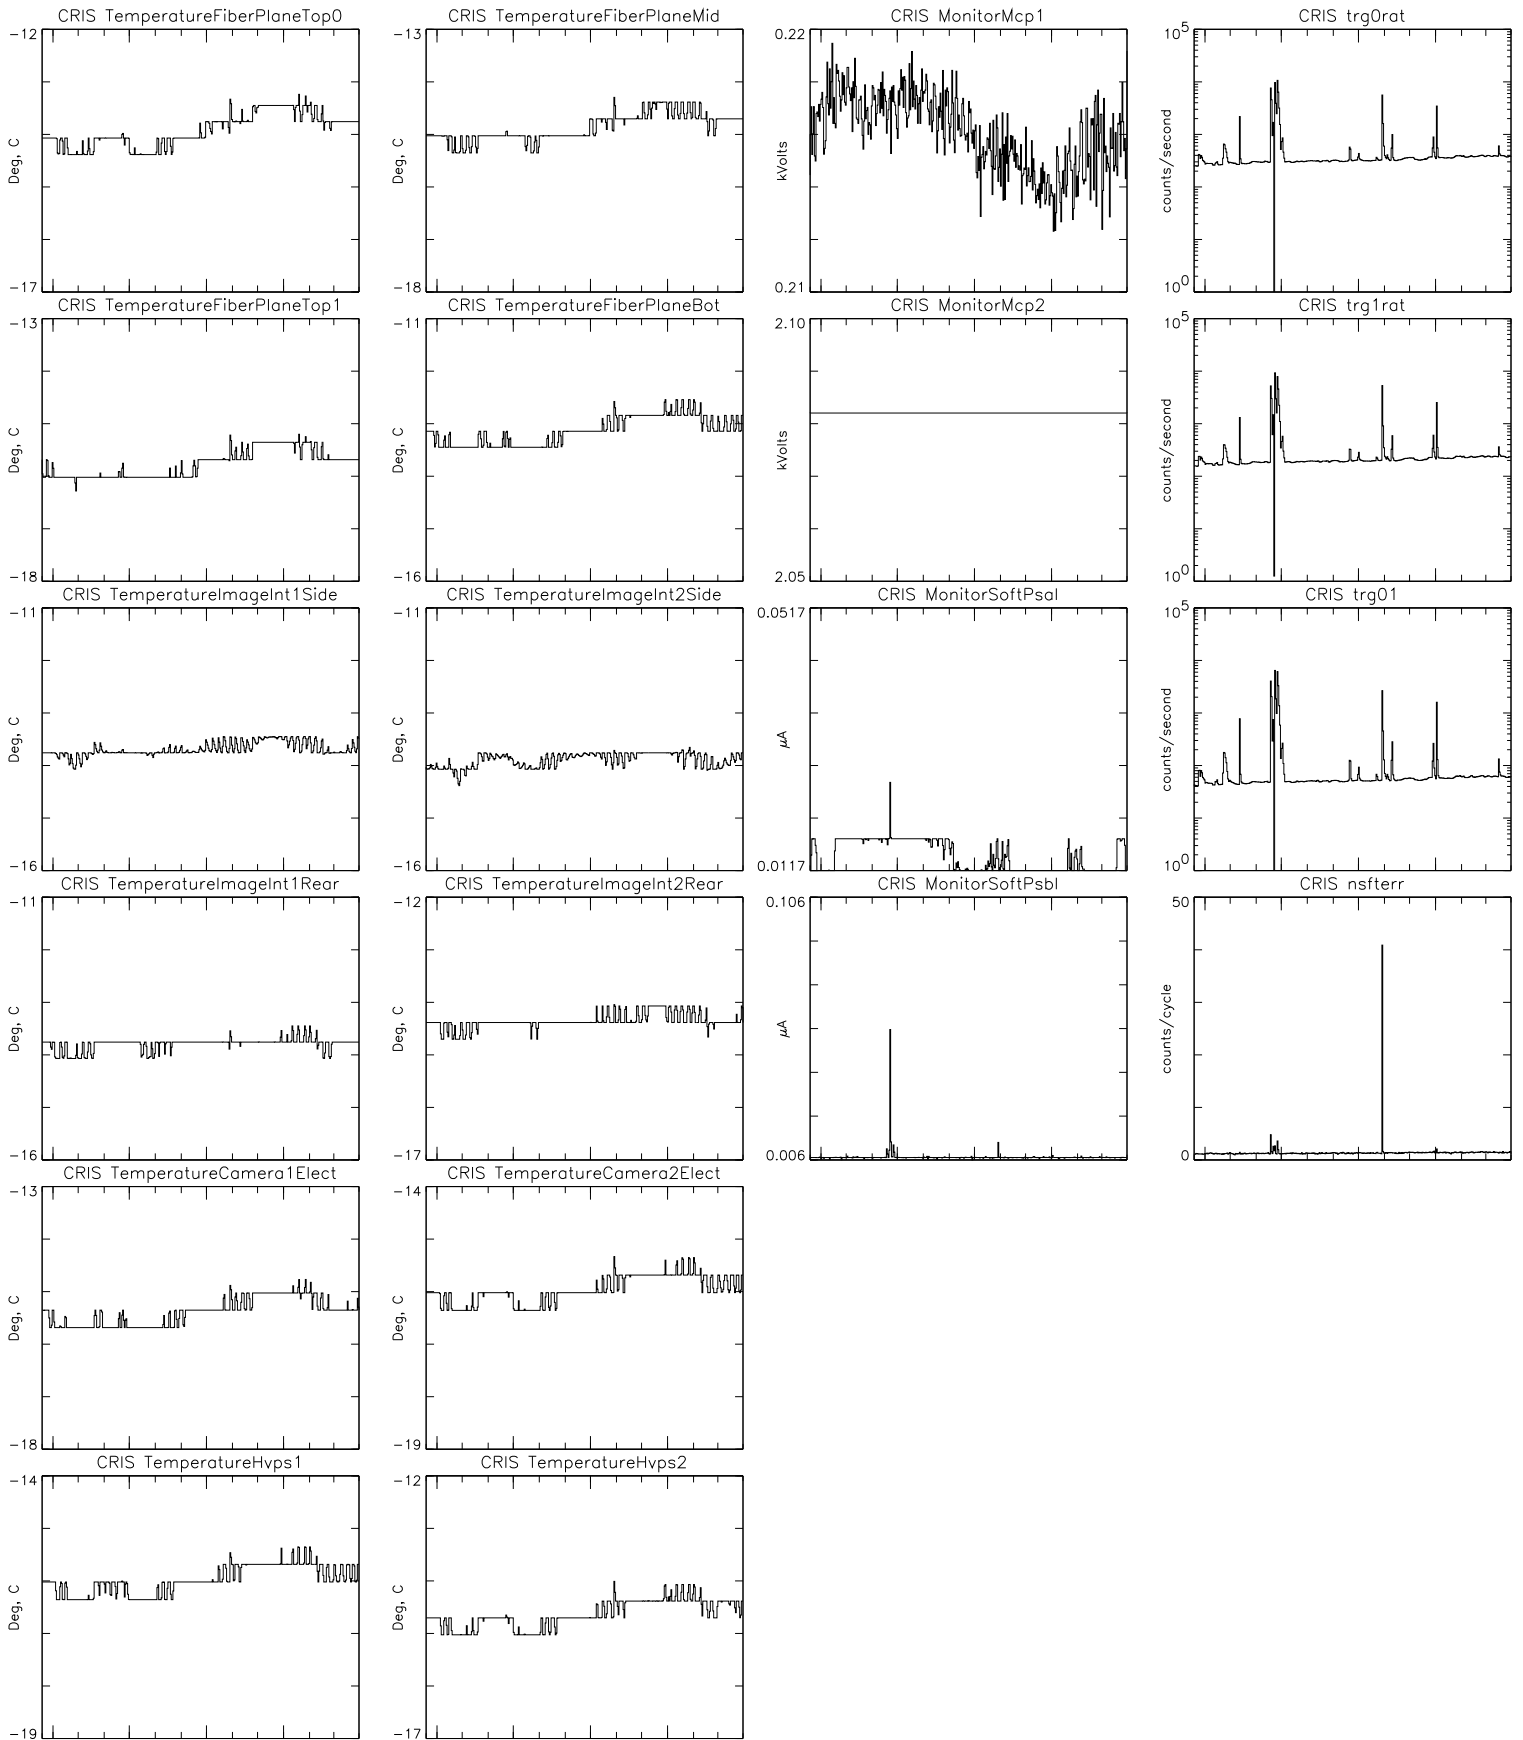 CRIS TemperatureFiberPlaneTop0
-12
Deg, C
-17
CRIS TemperatureFiberPlaneMid
-13
Deg, C
-18
CRIS MonitorMcp1
0.22
kVolts
0.21
CRIS trg0rat
10^5
counts/second
10^0
CRIS TemperatureFiberPlaneTop1
-13
Deg, C
-18
CRIS TemperatureFiberPlaneBot
-11
Deg, C
-16
CRIS MonitorMcp2
2.10
kVolts
2.05
CRIS trg1rat
10^5
counts/second
10^0
CRIS TemperatureImageInt1Side
-11
Deg, C
-16
CRIS TemperatureImageInt2Side
-11
Deg, C
-16
CRIS MonitorSoftPsaI
0.0517
μA
0.0117
CRIS trg01
10^5
counts/second
10^0
CRIS TemperatureImageInt1Rear
-11
Deg, C
-16
CRIS TemperatureImageInt2Rear
-12
Deg, C
-17
CRIS MonitorSoftPsbI
0.106
μA
0.006
CRIS nsfterr
50
counts/cycle
0
CRIS TemperatureCamera1Elect
-13
Deg, C
-18
CRIS TemperatureCamera2Elect
-14
Deg, C
-19
CRIS TemperatureHvps1
-14
Deg, C
-19
CRIS TemperatureHvps2
-12
Deg, C
-17